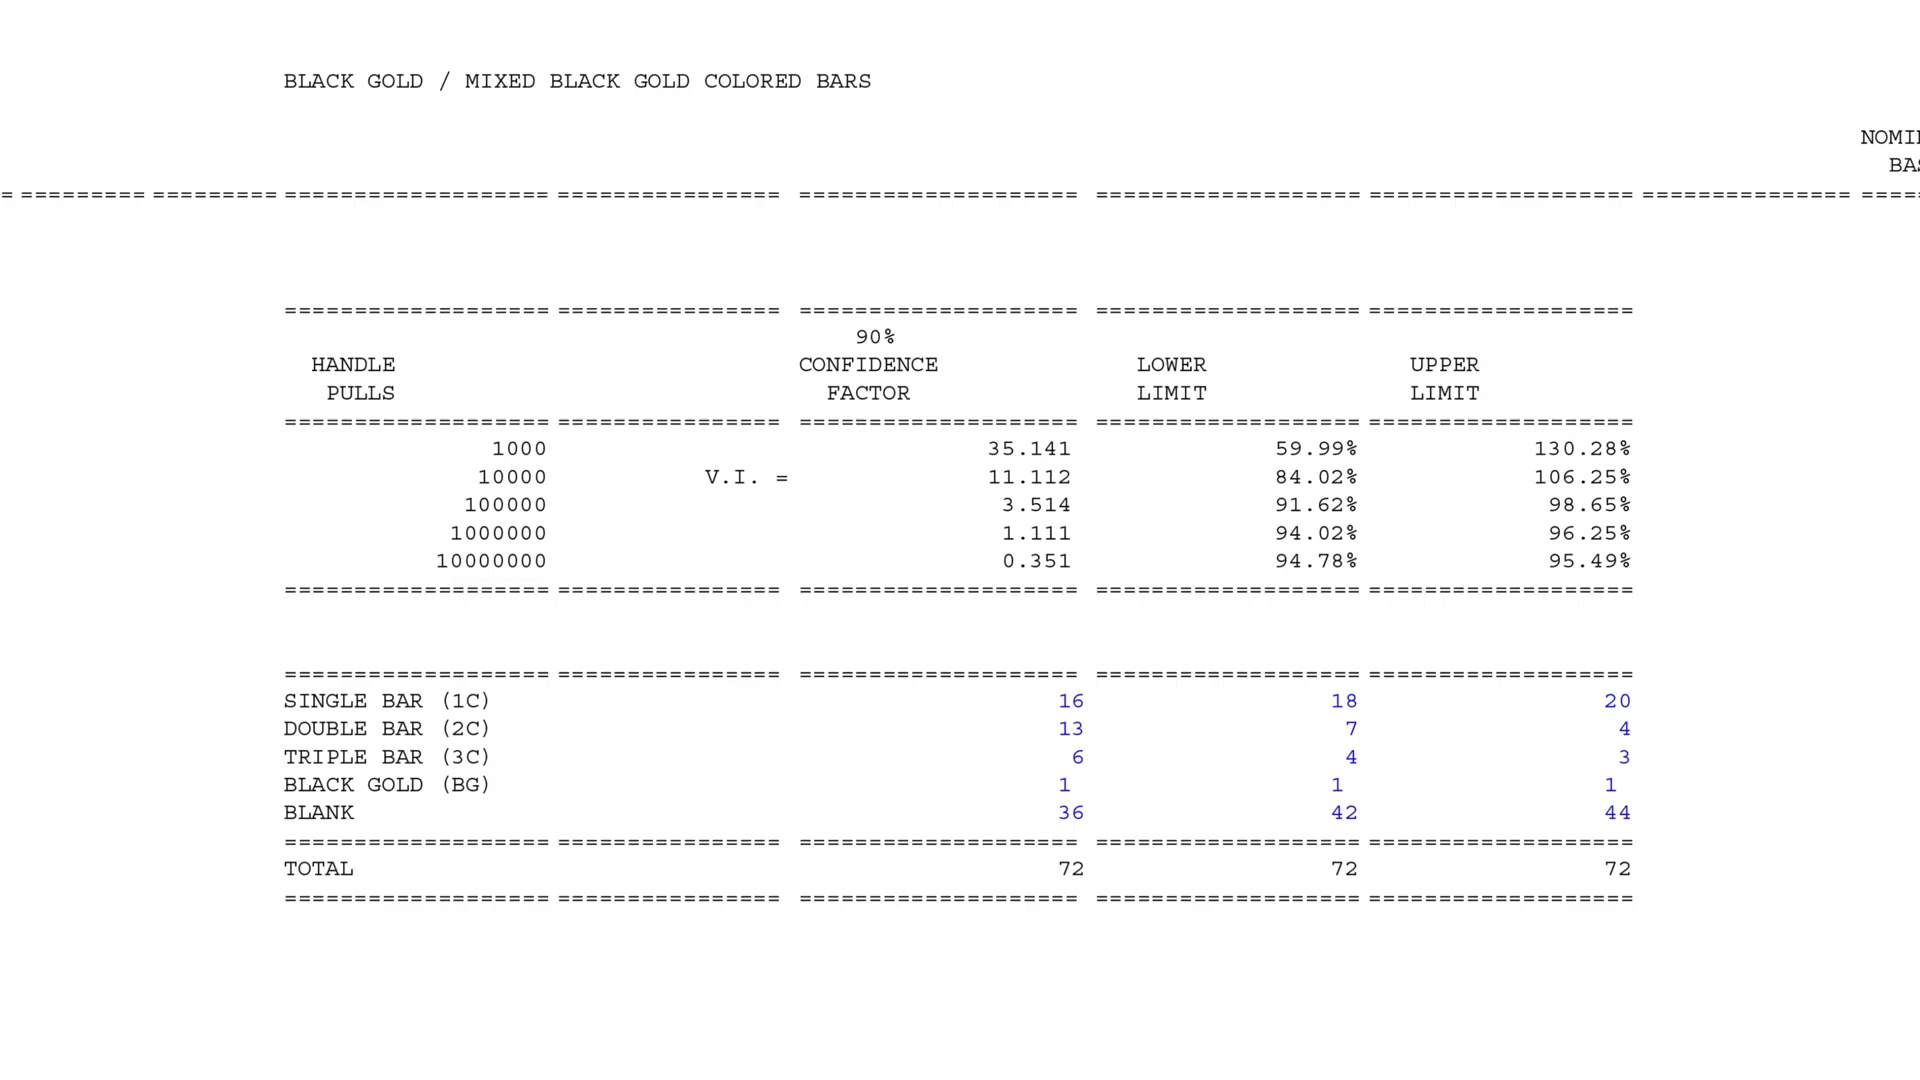 BLACK GOLD / MIXED BLACK GOLD COLORED BARS
NOMI
BAS
= ========= ========= =================== ================ ==================== =================== =================== =============== ====
=================== ================ ==================== =================== ===================
90%
HANDLE CONFIDENCE LOWER UPPER
PULLS FACTOR LIMIT LIMIT
=================== ================ ==================== =================== ===================
1000 35.141 59.99% 130.28%
10000 V.I. = 11.112 84.02% 106.25%
100000 3.514 91.62% 98.65%
1000000 1.111 94.02% 96.25%
10000000 0.351 94.78% 95.49%
=================== ================ ==================== =================== ===================
=================== ================ ==================== =================== ===================
SINGLE BAR (1C) 16 18 20
DOUBLE BAR (2C) 13 7 4
TRIPLE BAR (3C) 6 4 3
BLACK GOLD (BG) 1 1 1
BLANK 36 42 44
=================== ================ ==================== =================== ===================
TOTAL 72 72 72
=================== ================ ==================== =================== ===================